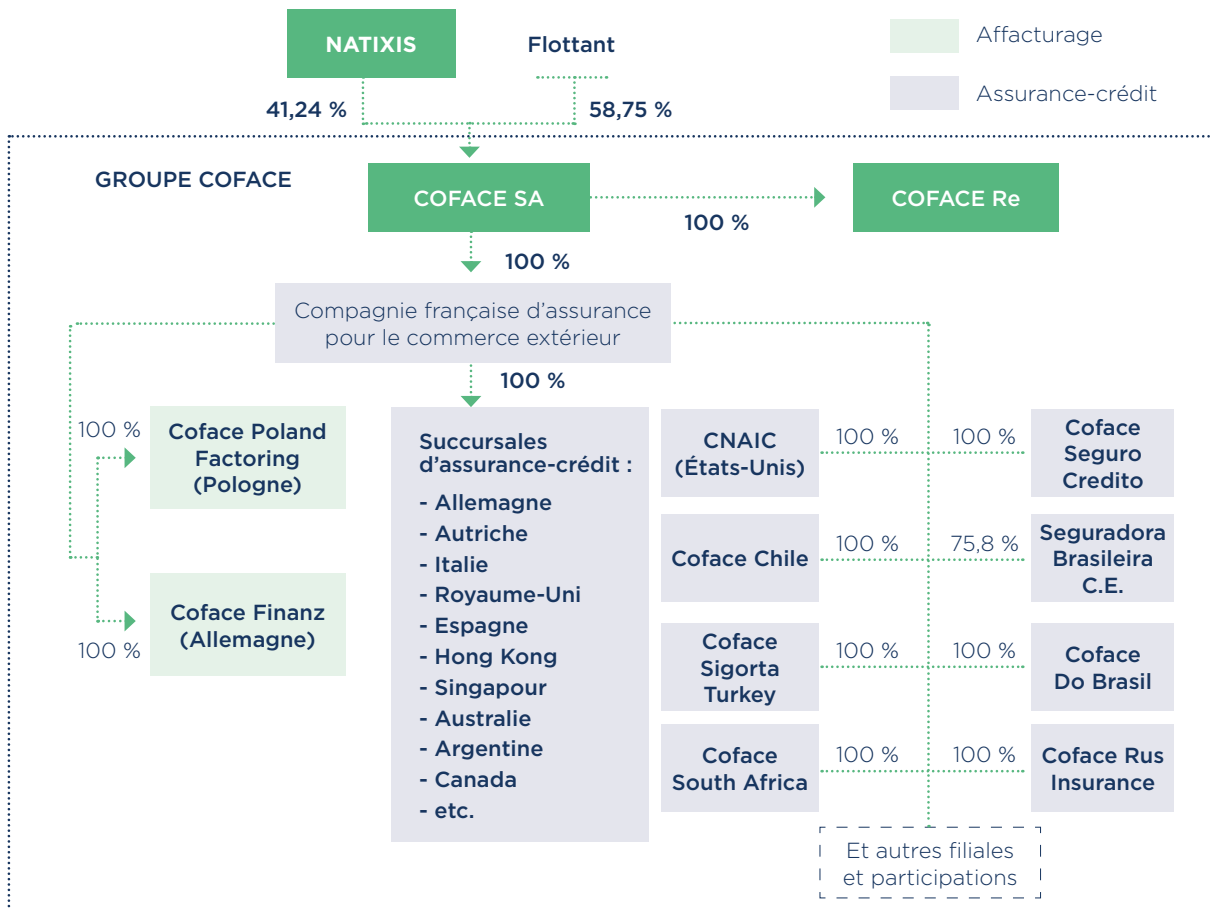 NATIXIS
Flottant
Affacturage
41,24 %
58,75 %
Assurance-crédit
GROUPE COFACE
COFACE SA
100 %
COFACE Re
100 %
Compagnie française d’assurance
pour le commerce extérieur
100 %
100 %
Coface Poland
Factoring
(Pologne)
Coface Finanz
(Allemagne)
100 %
Succursales
d’assurance-crédit :
- Allemagne
- Autriche
- Italie
- Royaume-Uni
- Espagne
- Hong Kong
- Singapour
- Australie
- Argentine
- Canada
- etc.
CNAIC
(États-Unis)
100 %
100 %
Coface
Seguro
Credito
Coface Chile
100 %
75,8 %
Seguradora
Brasileira
C.E.
Coface
Sigorta
Turkey
100 %
100 %
Coface
Do Brasil
Coface
South Africa
100 %
100 %
Coface Rus
Insurance
Et autres filiales
et participations